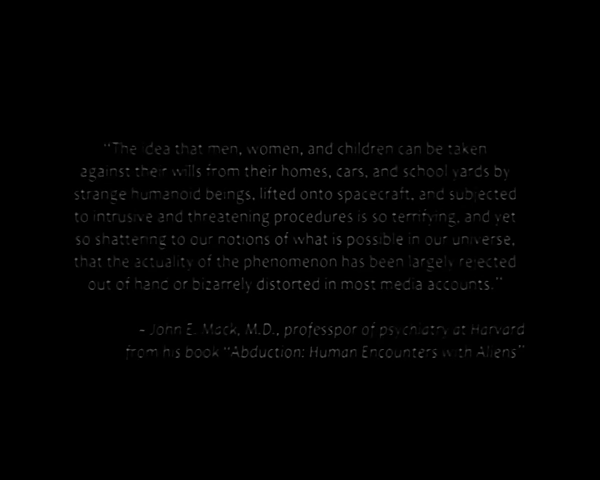 "The idea that men, women, and children can be taken
against their wills from their homes, cars, and school yards by
strange humanoid beings, lifted onto spacecraft, and subjected
to intrusive and threatening procedures is so terrifying, and yet
so shattering to our notions of what is possible in our universe,
that the actuality of the phenomenon has been largely rejected
out of hand or bizarrely distorted in most media accounts."
- John E. Mack, M.D., professpor of psychiatry at Harvard
from his book "Abduction: Human Encounters with Aliens"